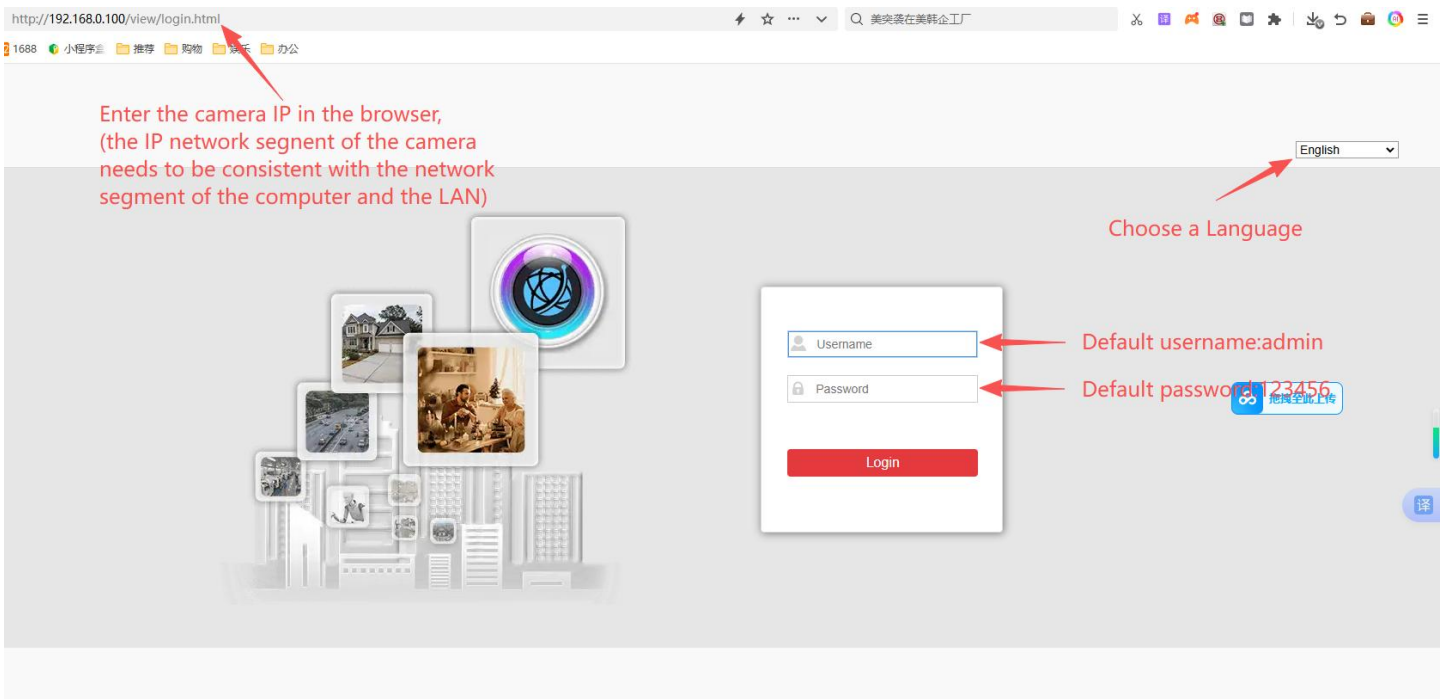 http://192.168.0.100/view/login.html
美突袭在美韩企工厂
1688 小程序 推荐 购物 娱乐 办公
Enter the camera IP in the browser,
(the IP network segnent of the camera
needs to be consistent with the network
segment of the computer and the LAN)
English
Choose a Language
Username
Default username:admin
Password
Default password:123456
拖拽至此上传
Login
译